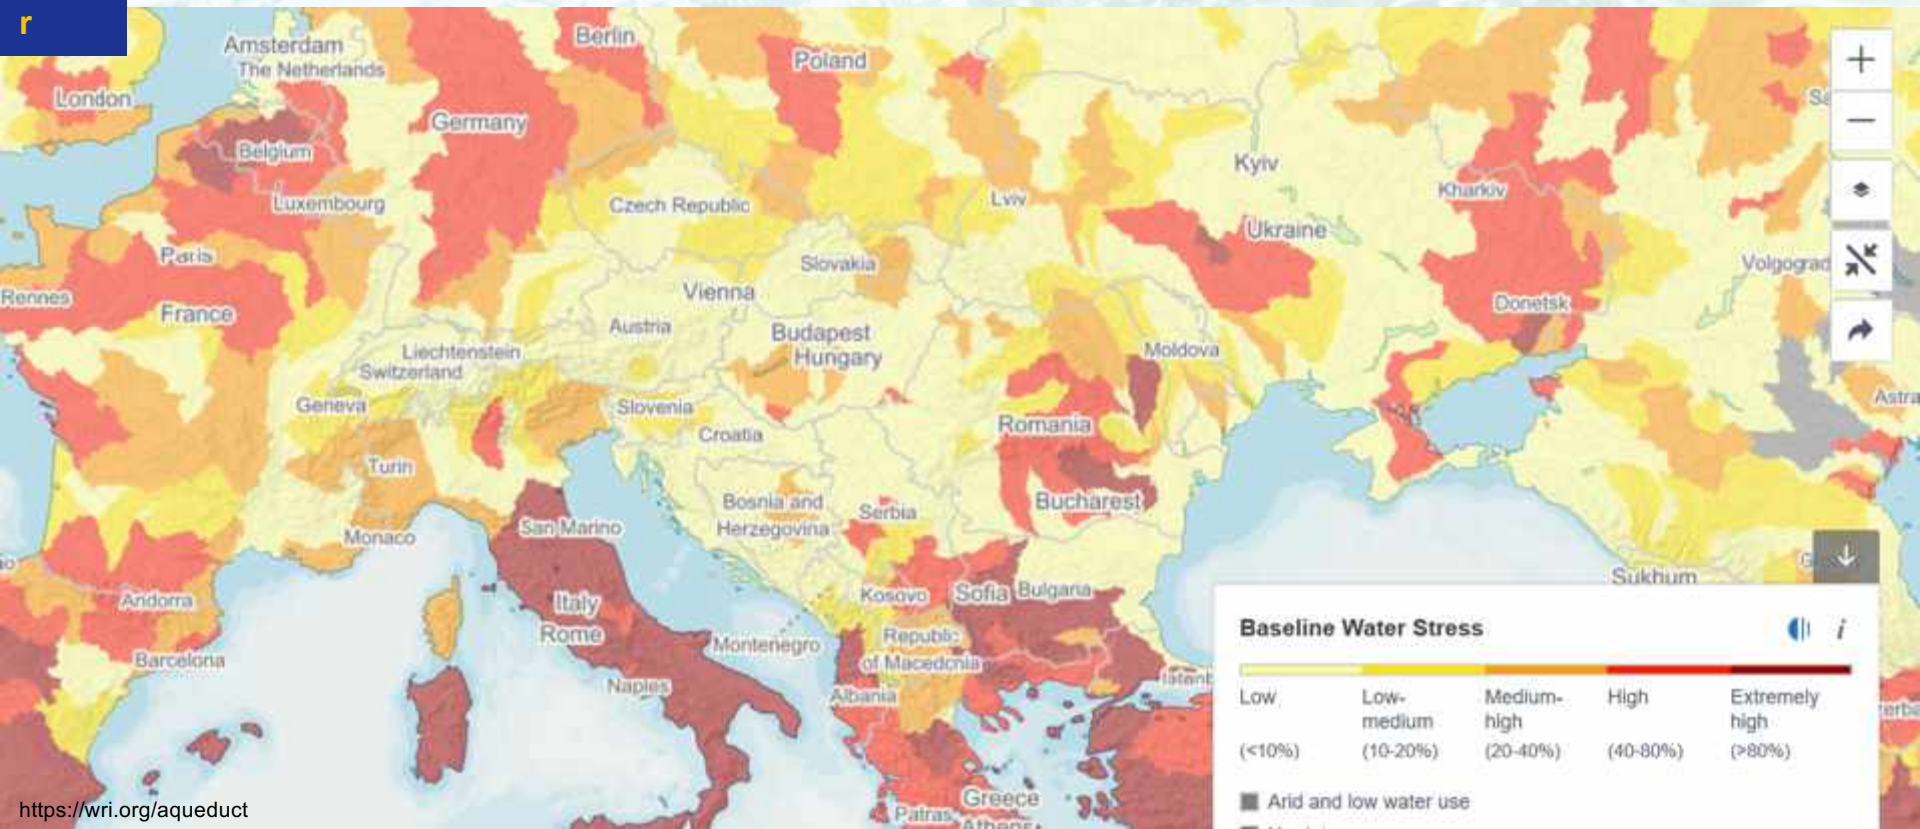 r
Amsterdam
The Netherlands
London
Belgium
Luxembourg
Germany
Berlin
Poland
Czech Republic
Lviv
Kyiv
Kharkiv
Ukraine
Volgograd
Donetsk
Paris
Rennes
France
Slovakia
Vienna
Austria
Budapest
Hungary
Moldova
Liechtenstein
Switzerland
Geneva
Slovenia
Croatia
Romania
Turin
Bosnia and
Herzegovina
Serbia
Bucharest
San Marino
Monaco
Andorra
Barcelona
Italy
Rome
Naples
Kosovo
Sofia
Bulgaria
Montenegro
Republic
of Macedonia
Albania
Sukhum
Greece
Patras
Athens
Astra
Baseline Water Stress
i
Low
Low-
medium
Medium-
high
High
Extremely
high
(<10%)
(10-20%)
(20-40%)
(40-80%)
(>80%)
Arid and low water use
https://wri.org/aqueduct